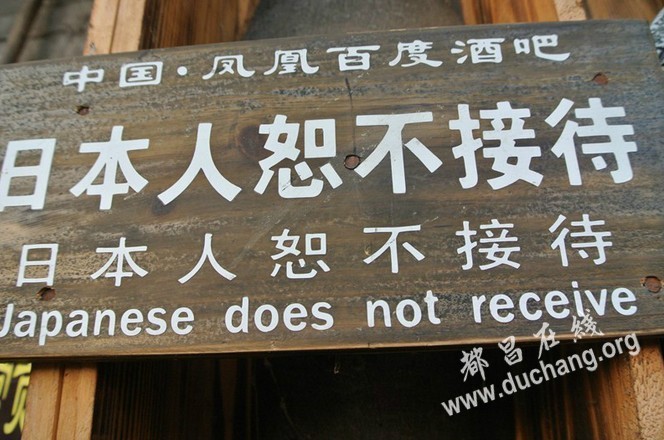 中国·凤凰百度酒吧
日本人恕不接待
日本人恕不接待
Japanese does not receive
都昌在线
www.duchang.org